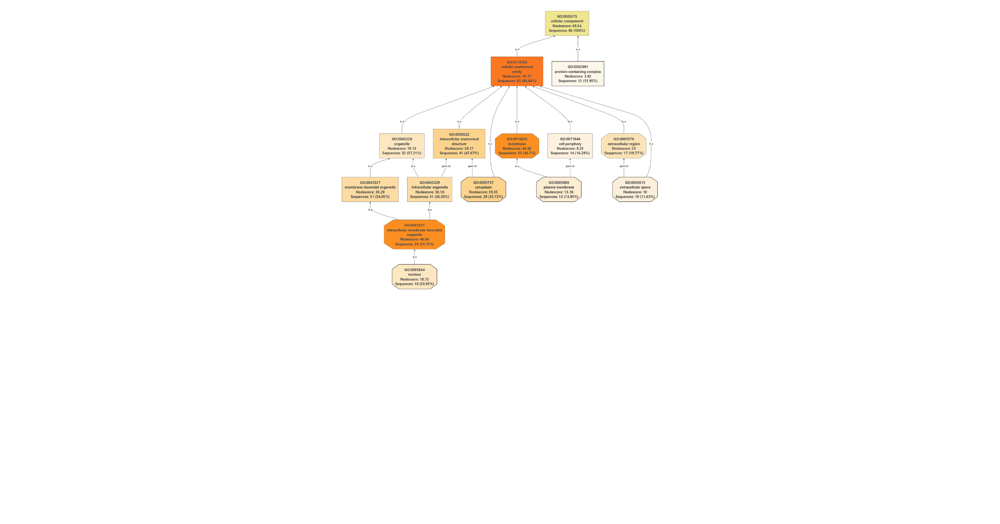 GO:0005575
cellular_component
Nodescore: 49.54
Sequences: 86 (100%)
is a
is a
GO:0110165
cellular anatomical
entity
Nodescore: 79.77
Sequences: 85 (98.84%)
GO:0032991
protein-containing complex
Nodescore: 3.82
Sequences: 12 (13.95%)
is a
is a
is a
is a
is a
is a
is a
GO:0043226
organelle
Nodescore: 19.13
Sequences: 32 (37.21%)
GO:0005622
intracellular anatomical
structure
Nodescore: 39.17
Sequences: 41 (47.67%)
GO:0016020
membrane
Nodescore: 44.62
Sequences: 35 (40.7%)
GO:0071944
cell periphery
Nodescore: 8.25
Sequences: 14 (16.28%)
GO:0005576
extracellular region
Nodescore: 23
Sequences: 17 (19.77%)
is a
is a
part of
part of
is a
part of
part of
GO:0043227
membrane-bounded organelle
Nodescore: 30.29
Sequences: 31 (36.05%)
GO:0043229
intracellular organelle
Nodescore: 30.18
Sequences: 31 (36.05%)
GO:0005737
cytoplasm
Nodescore: 39.35
Sequences: 29 (33.72%)
GO:0005886
plasma membrane
Nodescore: 13.18
Sequences: 12 (13.95%)
GO:0005615
extracellular space
Nodescore: 10
Sequences: 10 (11.63%)
is a
is a
GO:0043231
intracellular membrane-bounded
organelle
Nodescore: 46.04
Sequences: 29 (33.72%)
is a
GO:0005634
nucleus
Nodescore: 18.72
Sequences: 18 (20.93%)